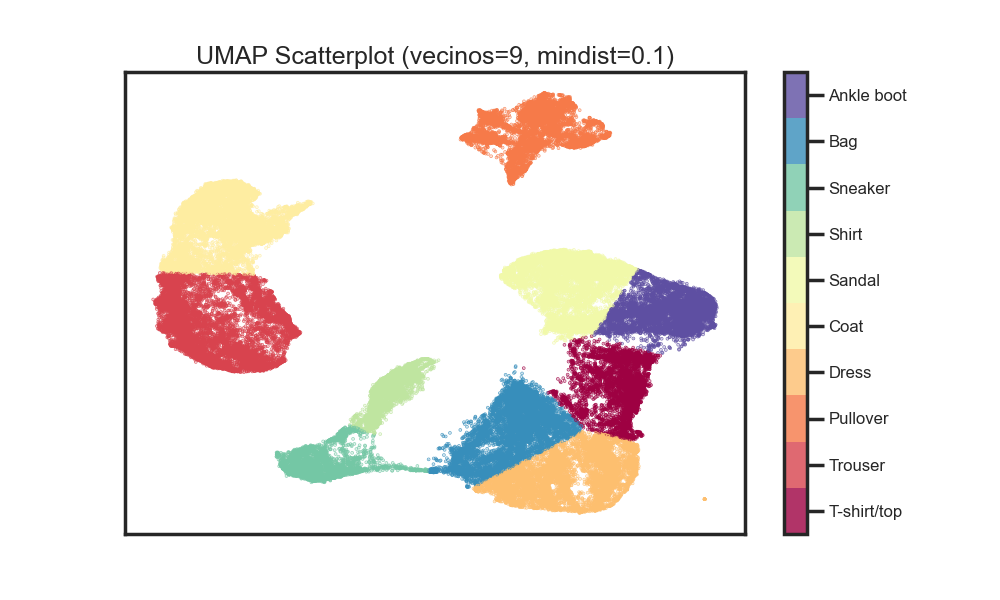 UMAP Scatterplot (vecinos=9, mindist=0.1)
Ankle boot
Bag
Sneaker
Shirt
Sandal
Coat
Dress
Pullover
Trouser
T-shirt/top